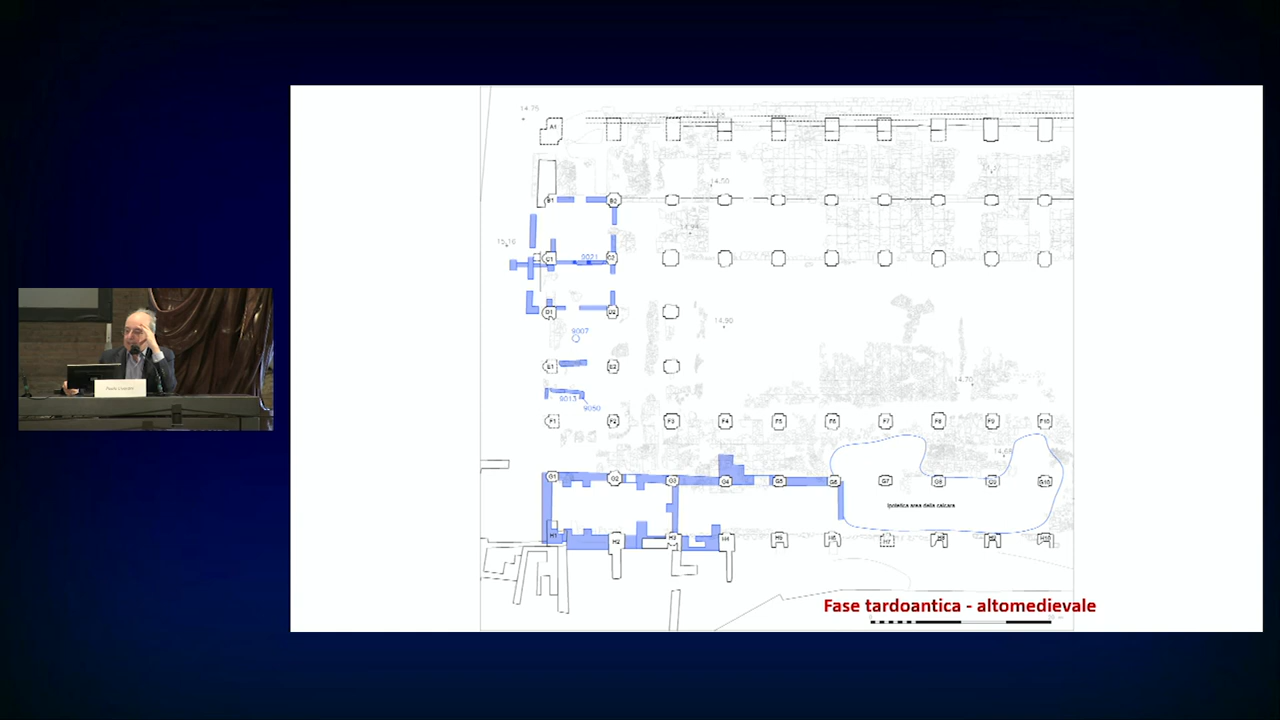 14.75
A1
14.50
B1
B2
15.16
C1
9021
C2
D1
D2
9007
14.90
E1
E2
14.70
9013
9050
F1
F2
F3
F4
F5
F6
F7
F8
F9
F10
G1
G2
G3
G4
G5
G6
G7
G8
G9
G10
Ipotetica area della calcara
H1
H2
H3
H4
H5
H6
H7
H8
H9
H10
Fase tardoantica - altomedievale